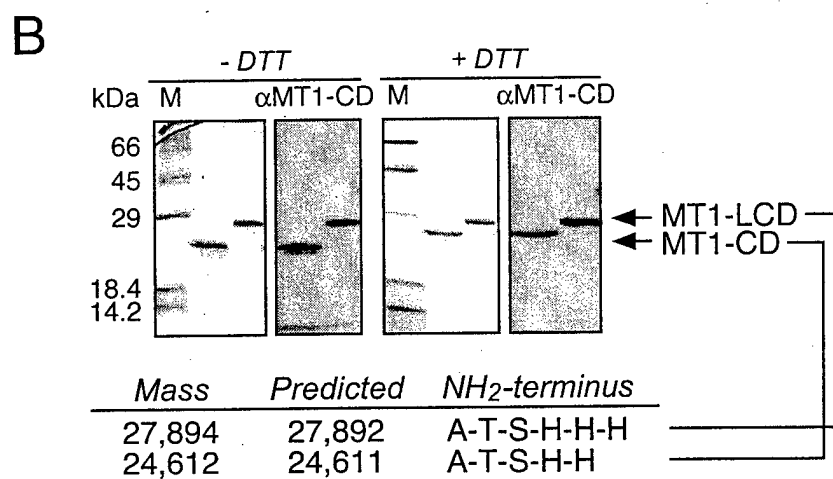 B
- DTT + DTT
kDa M αMT1-CD M αMT1-CD
66
45
29
MT1-LCD
MT1-CD
18.4
14.2
Mass Predicted NH2-terminus
27,894 27,892 A-T-S-H-H-H
24,612 24,611 A-T-S-H-H